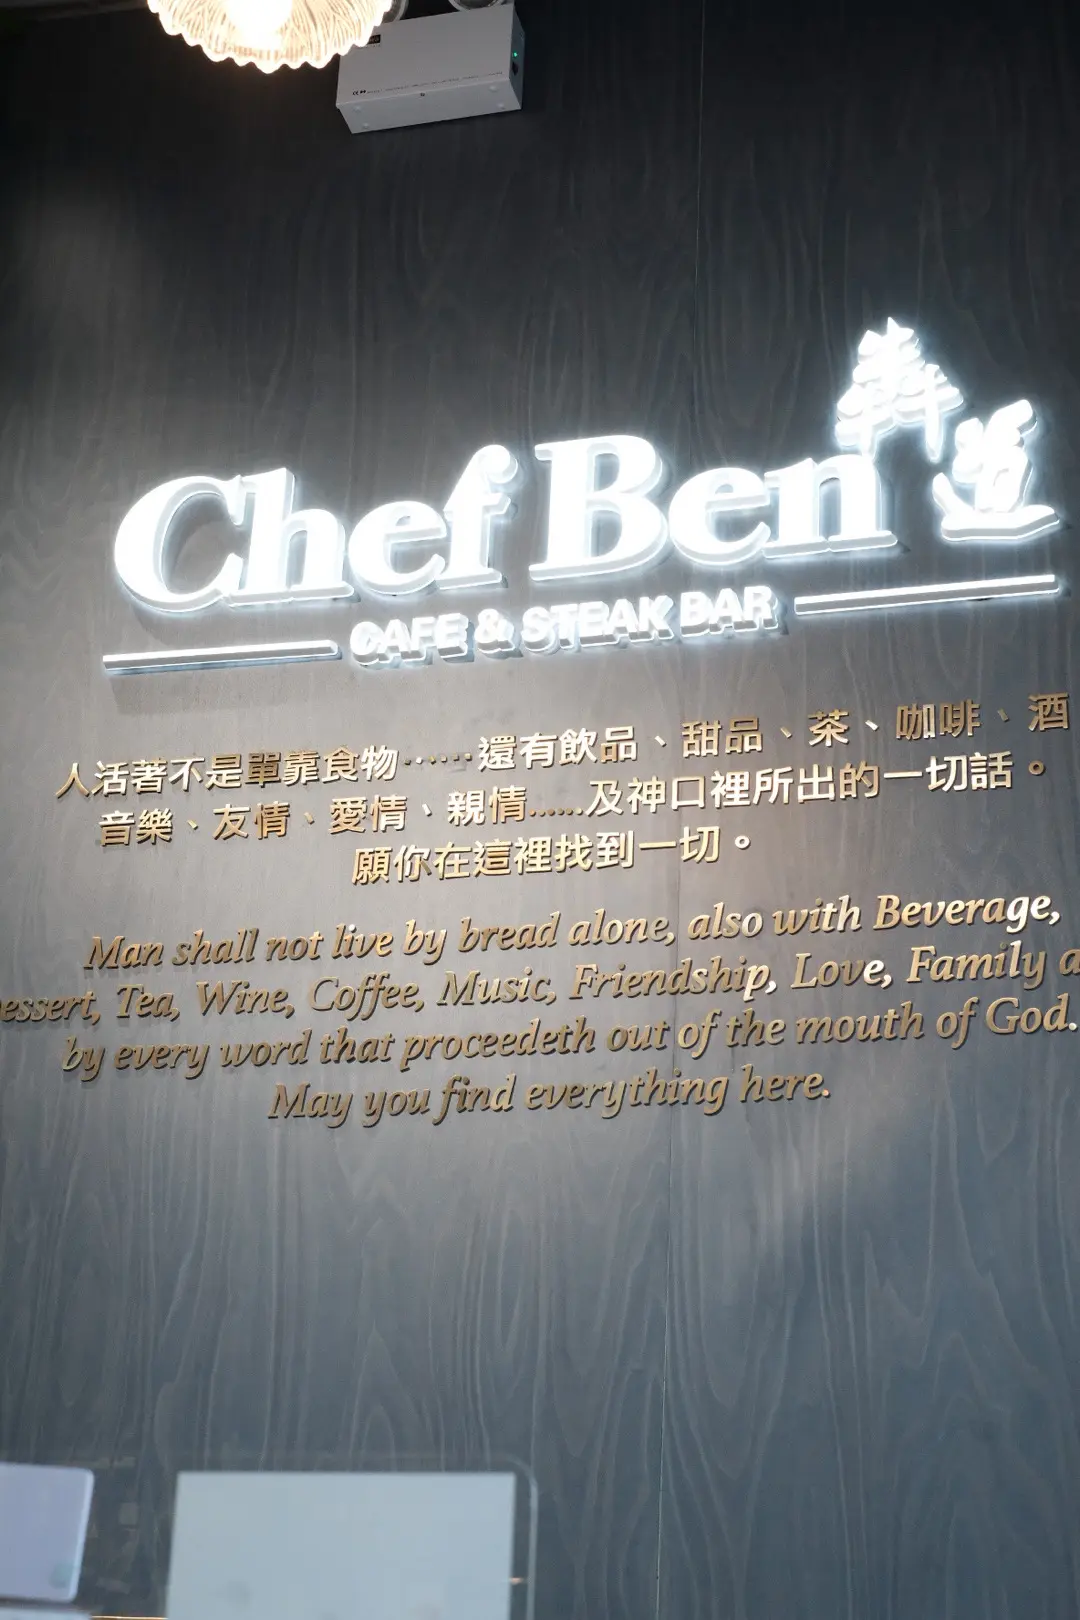 Chef Ben
CAFE & STEAK BAR
人活著不是單靠食物……還有飲品、甜品、茶、咖啡、酒
音樂、友情、愛情、親情......及神口裡所出的一切話。
願你在這裡找到一切。
Man shall not live by bread alone, also with Beverage,
essert, Tea, Wine, Coffee, Music, Friendship, Love, Family a
by every word that proceedeth out of the mouth of God.
May you find everything here.